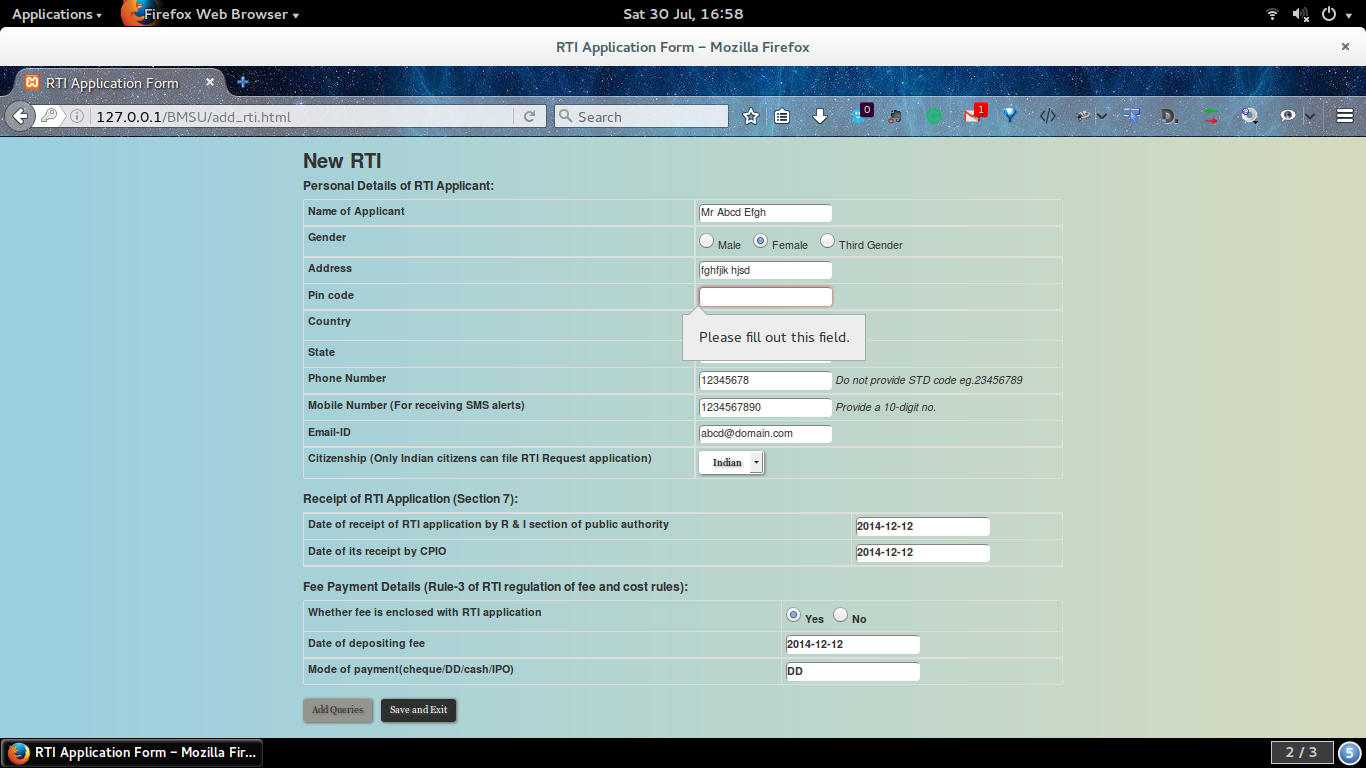 Applications Firefox Web Browser Sat 30 Jul, 16:58
RTI Application Form – Mozilla Firefox ×
RTI Application Form × +
127.0.0.1/BMSU/add_rti.html Search 0 1 </> D.
New RTI
Personal Details of RTI Applicant:
Name of Applicant Mr Abcd Efgh
Gender Male Female Third Gender
Address fghfjik hjsd
Pin code
Country
Please fill out this field.
State
Phone Number 12345678 Do not provide STD code eg.23456789
Mobile Number (For receiving SMS alerts) 1234567890 Provide a 10-digit no.
Email-ID abcd@domain.com
Citizenship (Only Indian citizens can file RTI Request application) Indian
Receipt of RTI Application (Section 7):
Date of receipt of RTI application by R & I section of public authority 2014-12-12
Date of its receipt by CPIO 2014-12-12
Fee Payment Details (Rule-3 of RTI regulation of fee and cost rules):
Whether fee is enclosed with RTI application Yes No
Date of depositing fee 2014-12-12
Mode of payment(cheque/DD/cash/IPO) DD
Add Queries Save and Exit
RTI Application Form – Mozilla Fir... 2 / 3 5